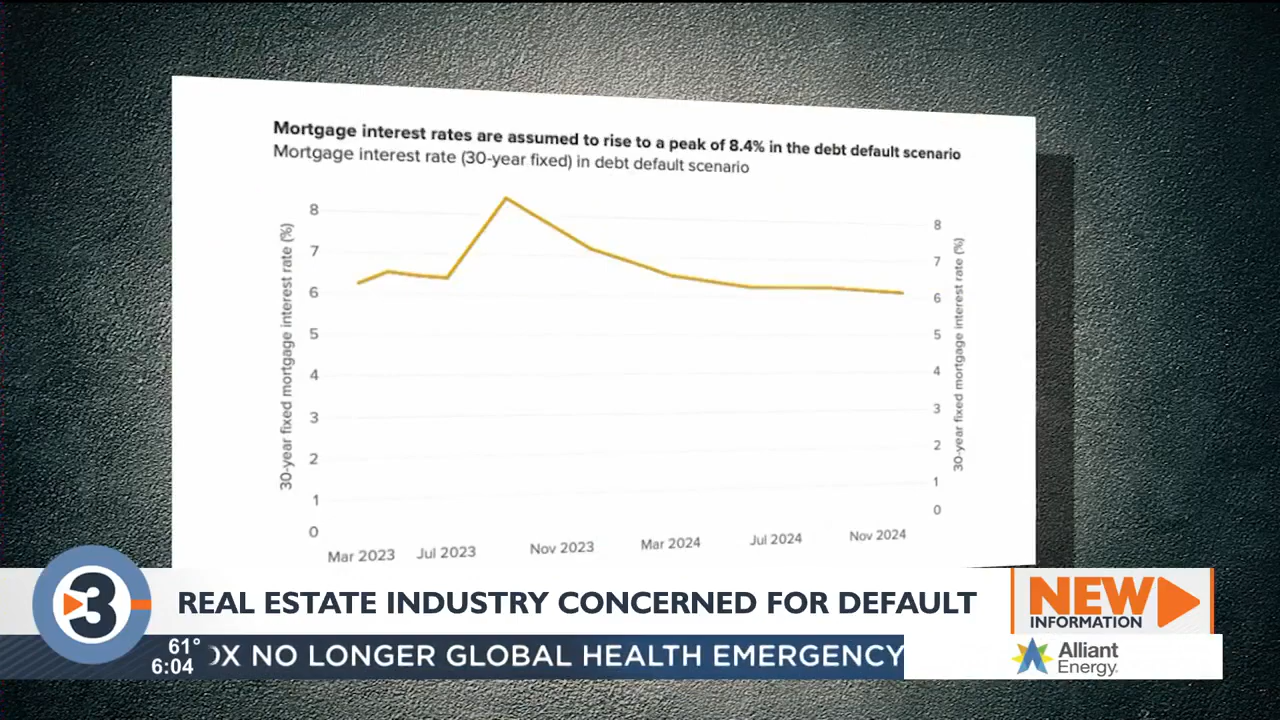 Mortgage interest rates are assumed to rise to a peak of 8.4% in the debt default scenario
Mortgage interest rate (30-year fixed) in debt default scenario
30-year fixed mortgage interest rate (%)
8
7
6
5
4
3
2
1
0
8
7
6
5
4
3
2
1
0
30-year fixed mortgage interest rate (%)
Mar 2023 Jul 2023 Nov 2023 Mar 2024 Jul 2024 Nov 2024
3
REAL ESTATE INDUSTRY CONCERNED FOR DEFAULT
NEW
INFORMATION
61°
6:04
OX NO LONGER GLOBAL HEALTH EMERGENCY
Alliant
Energy